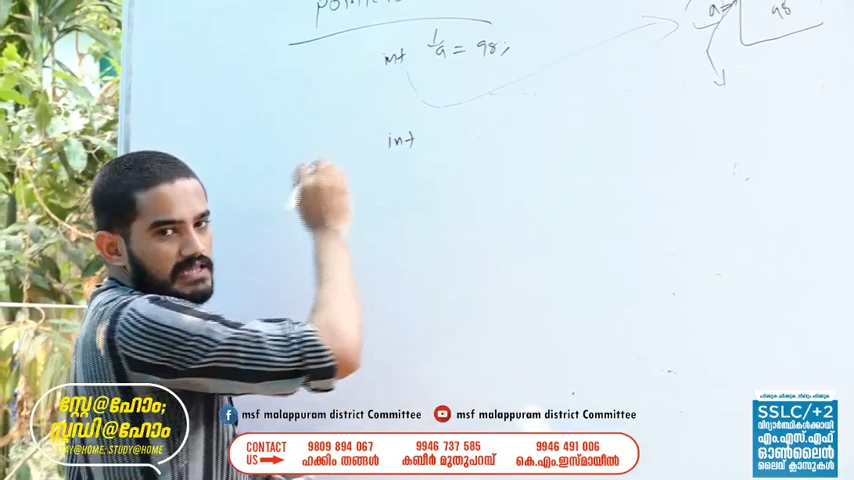 int a = 98;
a=
98
int
സ്റ്റേ@ഹോം;
സ്റ്റഡി@ഹോം
STAY@HOME: STUDY@HOME
msf malappuram district Committee
msf malappuram district Committee
CONTACT US
9809 894 067
ഹക്കിം തങ്ങൾ
9946 737 585
കബീർ മുതുപറമ്പ്
9946 491 006
കെ.എം.ഇസ്മായിൽ
SSLC/+2
വിദ്യാർത്ഥികൾക്കായി
എം.എസ്.എഫ്
ഓൺലൈൻ
ലൈവ് ക്ലാസുകൾ